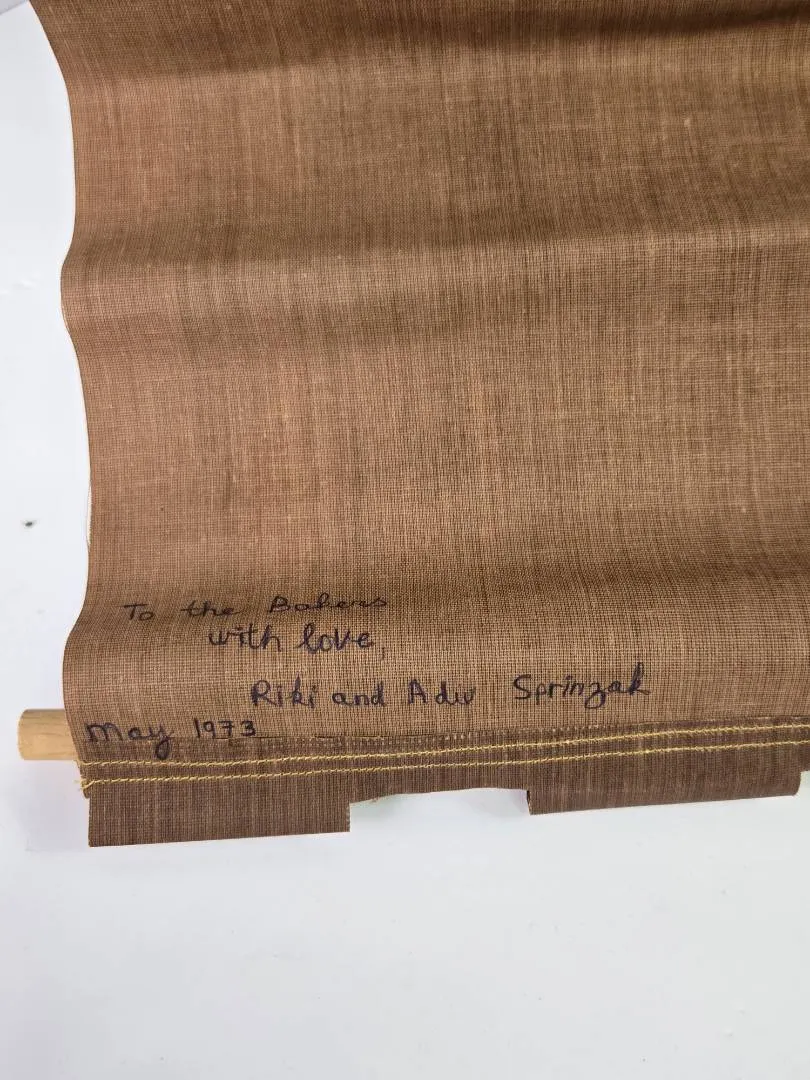 To the Bakers
with love,
Riki and Adiv Sprinzak
May 1973